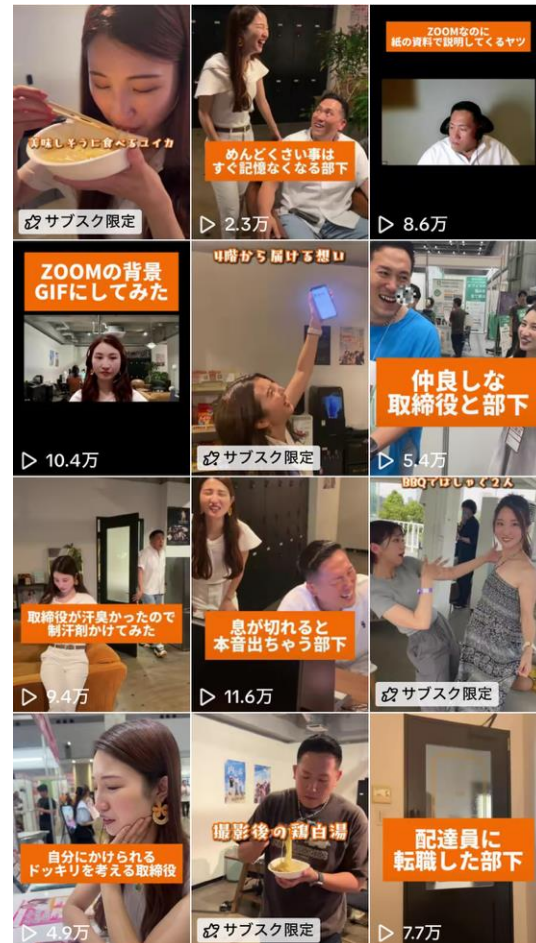 美味しそうに食べるユイカ
サブスク限定
めんどくさい事は
すぐ記憶なくなる部下
2.3万
ZOOMなのに
紙の資料で説明してくるヤツ
8.6万
ZOOMの背景
GIFにしてみた
10.4万
4階から届ける想い
サブスク限定
仲良しな
取締役と部下
5.4万
取締役が汗臭かったので
制汗剤かけてみた
9.4万
息が切れると
本音出ちゃう部下
11.6万
BBQではしゃぐ2人
サブスク限定
自分にかけられる
ドッキリを考える取締役
4.9万
撮影後の鶏白湯
サブスク限定
配達員に
転職した部下
7.7万